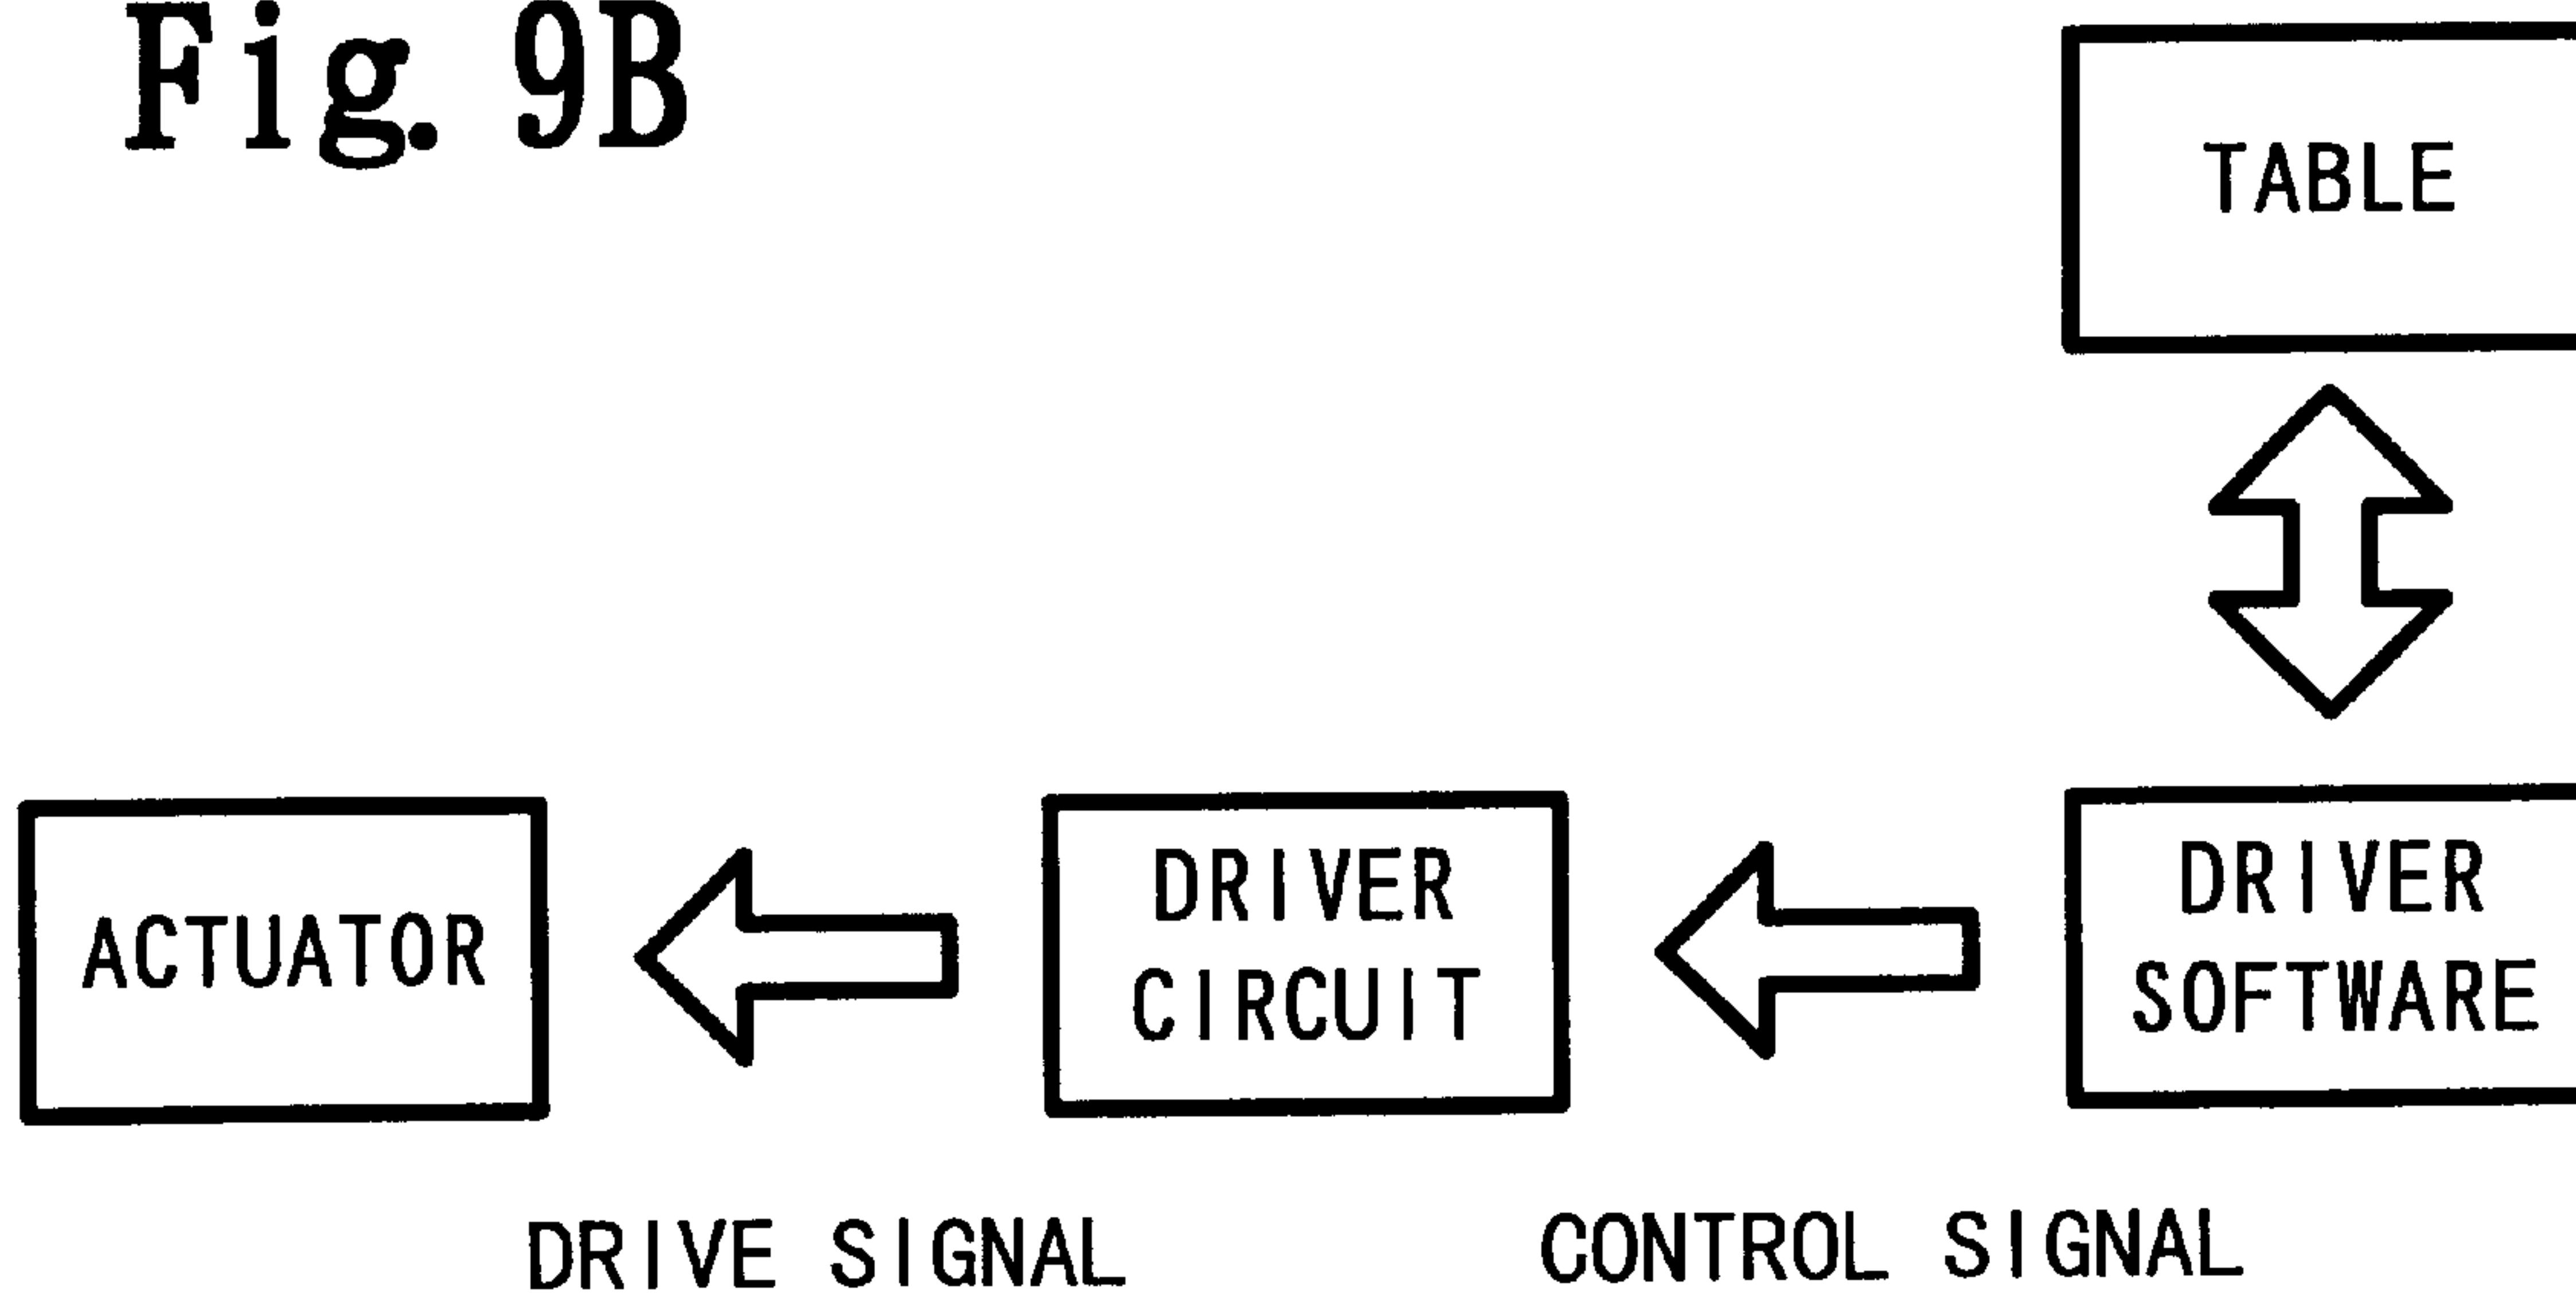 Fig. 9B
TABLE
ACTUATOR
DRIVER
CIRCUIT
DRIVER
SOFTWARE
DRIVE SIGNAL
CONTROL SIGNAL